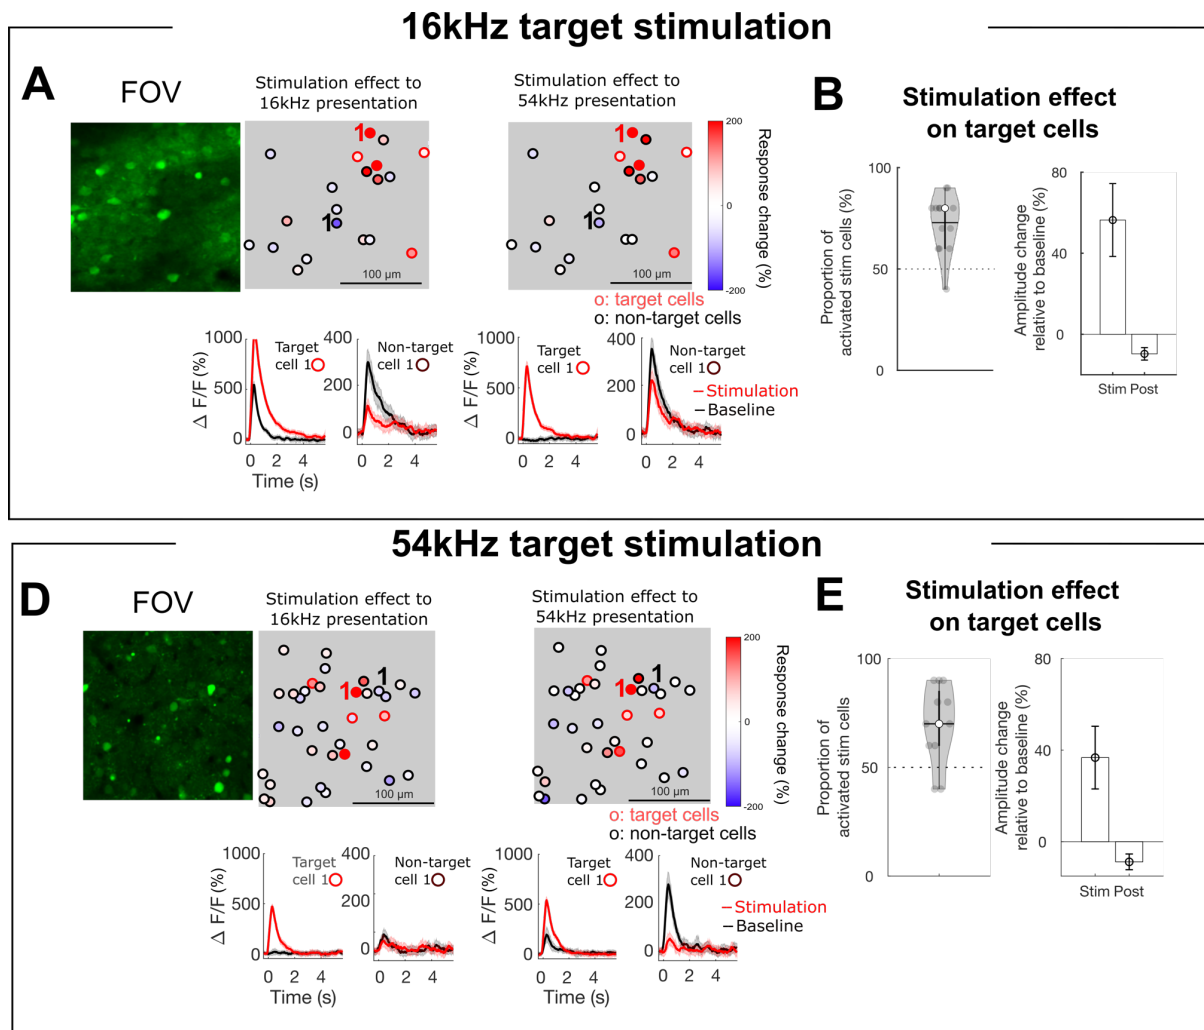 16kHz target stimulation
A
FOV
Stimulation effect to
16kHz presentation
1
1
100 µm
Stimulation effect to
54kHz presentation
1
1
100 µm
200
0
-200
Response change (%)
o: target cells
o: non-target cells
1000
500
0
Δ F/F (%)
Target
cell 1
0 2 4
Time (s)
400
200
0
Non-target
cell 1
0 2 4
1000
500
0
Target
cell 1
0 2 4
400
200
0
Non-target
cell 1
Stimulation
Baseline
0 2 4
B
Stimulation effect
on target cells
Proportion of
activated stim cells (%)
100
50
0
Amplitude change
relative to baseline (%)
80
40
0
Stim Post
54kHz target stimulation
D
FOV
Stimulation effect to
16kHz presentation
1
1
100 µm
Stimulation effect to
54kHz presentation
1
1
100 µm
200
0
-200
Response change (%)
o: target cells
o: non-target cells
1000
500
0
Δ F/F (%)
Target
cell 1
0 2 4
Time (s)
400
200
0
Non-target
cell 1
0 2 4
1000
500
0
Δ F/F (%)
Target
cell 1
0 2 4
Time (s)
400
200
0
Non-target
cell 1
Stimulation
Baseline
0 2 4
E
Stimulation effect
on target cells
Proportion of
activated stim cells
100
50
0
Amplitude change
relative to baseline (%)
80
40
0
Stim Post